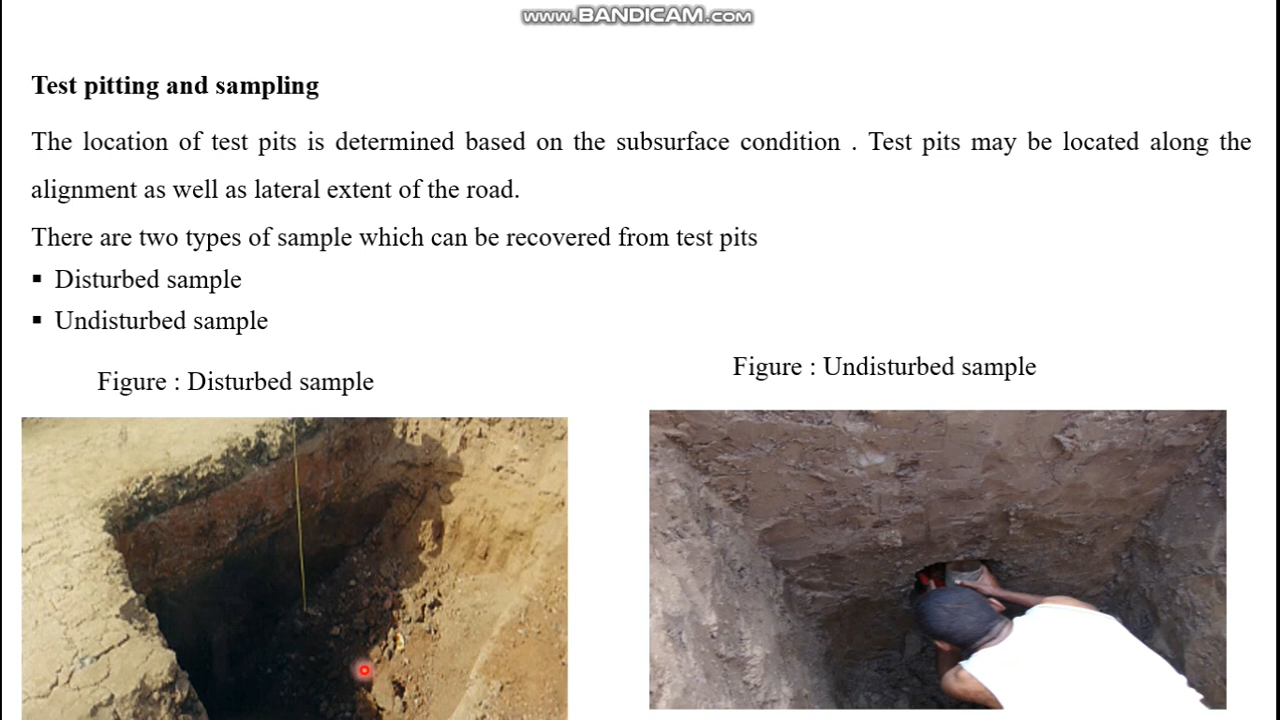 www.BANDICAM.com
Test pitting and sampling
The location of test pits is determined based on the subsurface condition . Test pits may be located along the
alignment as well as lateral extent of the road.
There are two types of sample which can be recovered from test pits
▪ Disturbed sample
▪ Undisturbed sample
Figure : Disturbed sample
Figure : Undisturbed sample